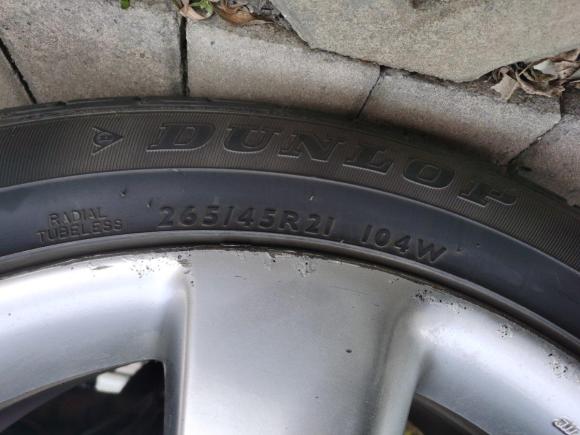 DUNLOP
RADIAL
TUBELESS
265/45R21 104W